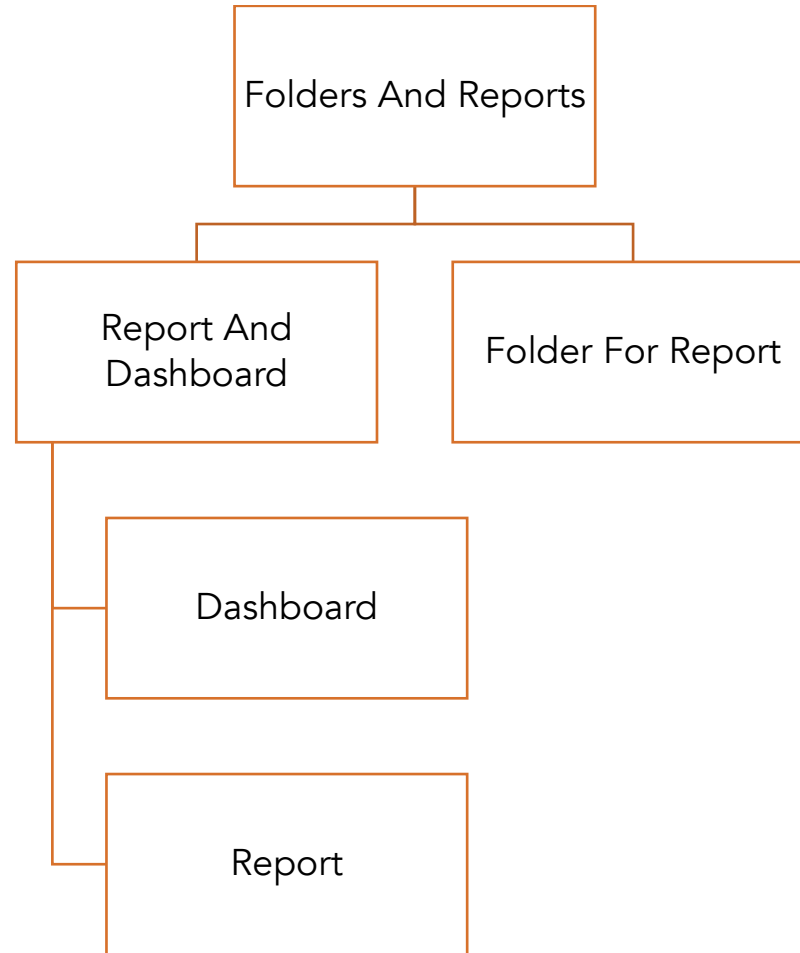 Folders And Reports
Report And
Dashboard
Folder For Report
Dashboard
Report